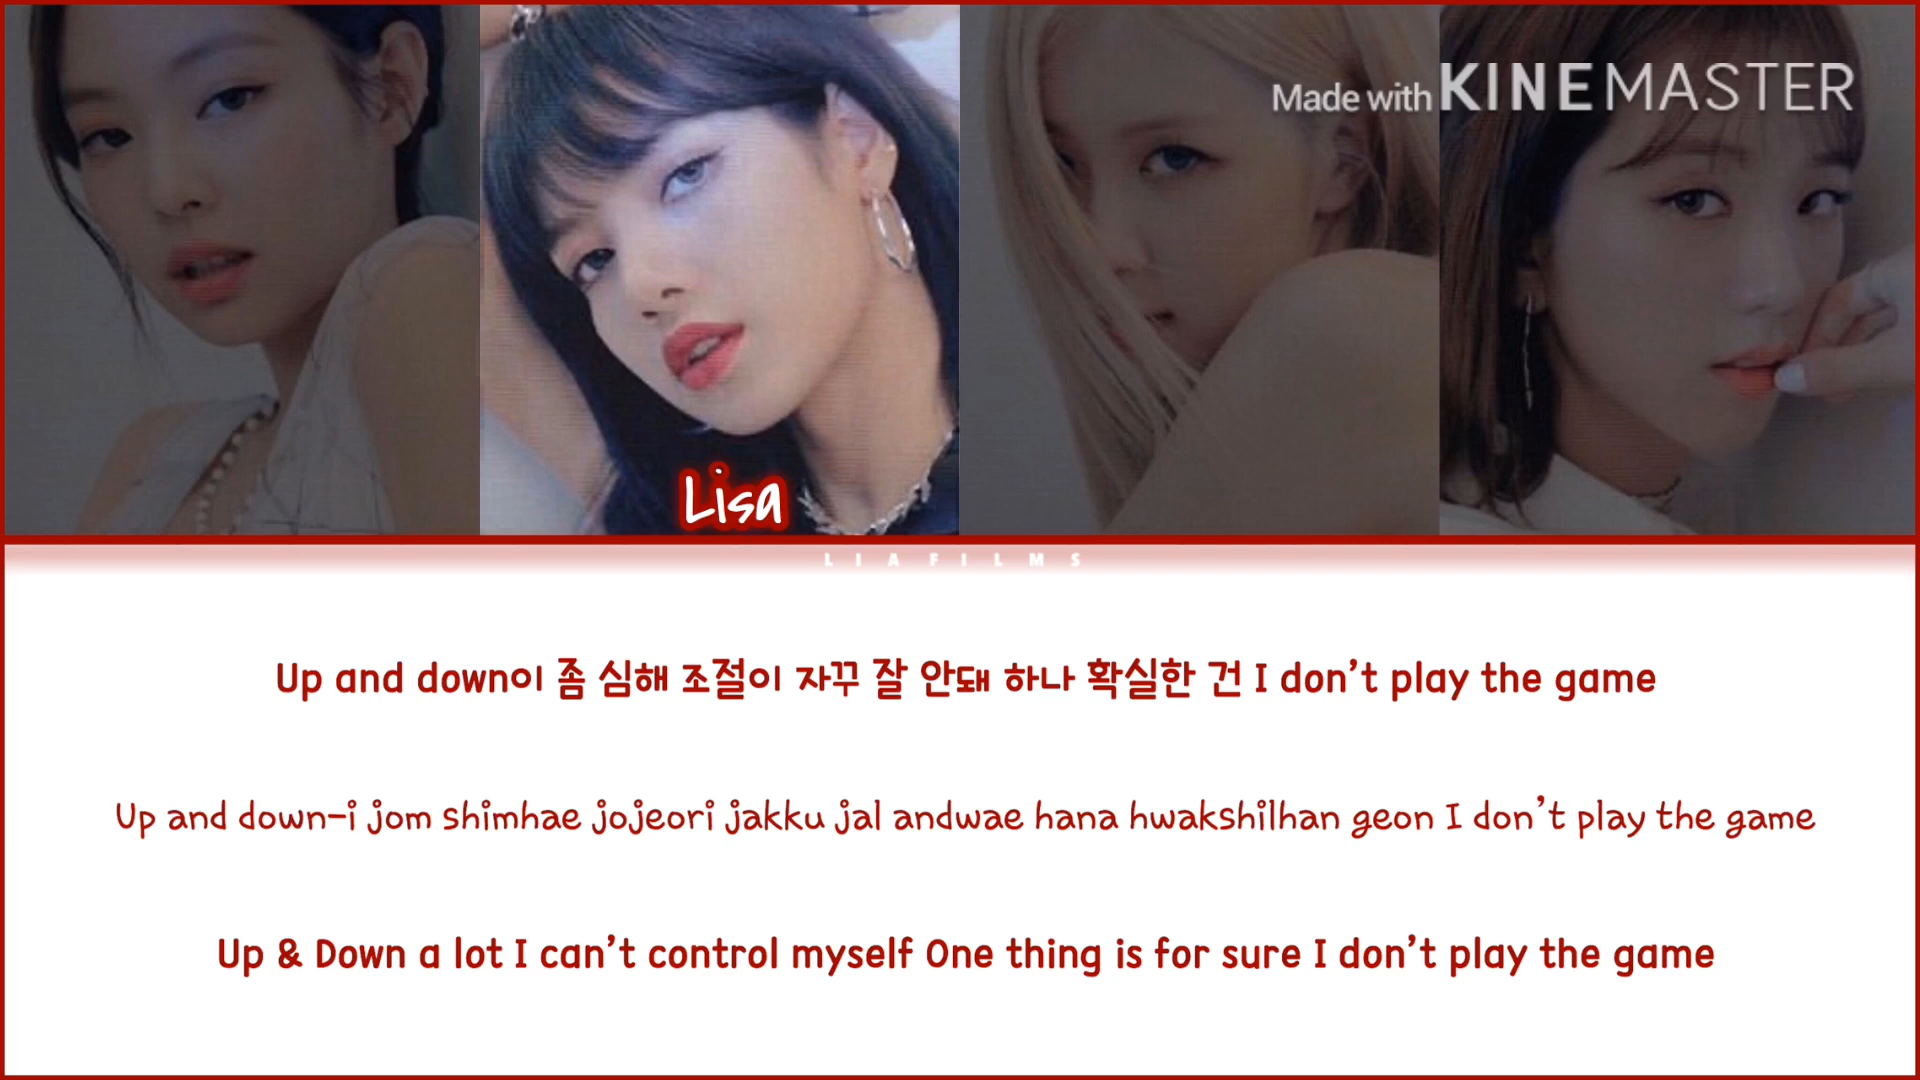 Made with KINEMASTER
Lisa
LIAFILMS
Up and down이 좀 심해 조절이 자꾸 잘 안돼 하나 확실한 건 I don't play the game
Up and down-i jom shimhae jojeori jakku jal andwae hana hwakshilhan geon I don't play the game
Up & Down a lot I can't control myself One thing is for sure I don't play the game